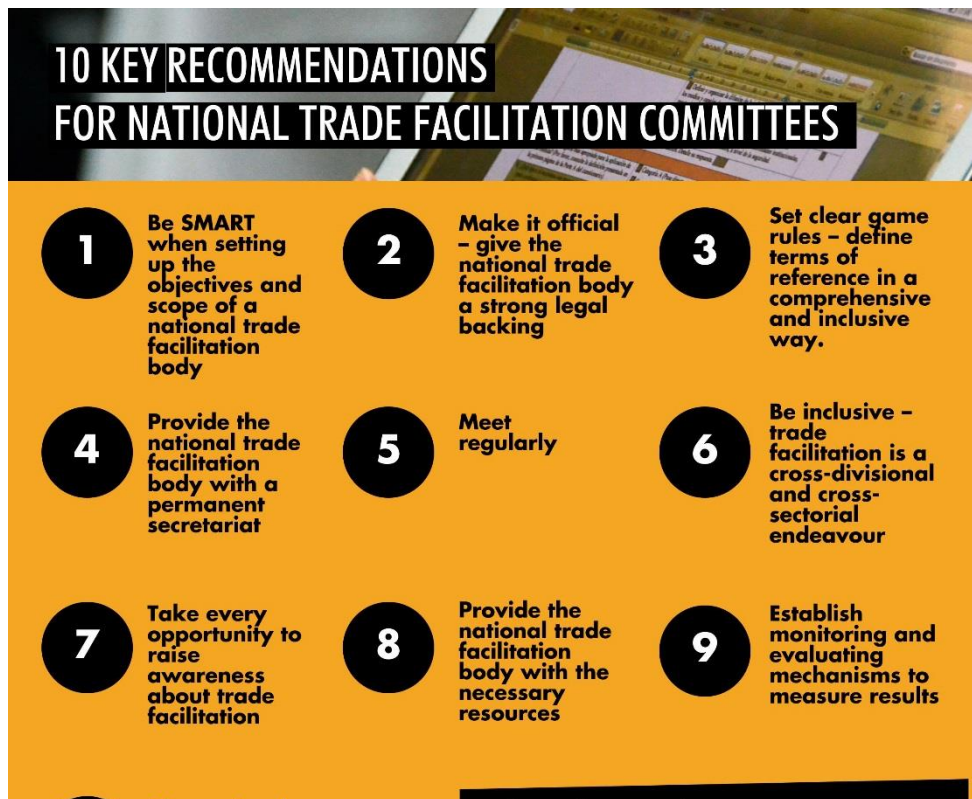 10 KEY RECOMMENDATIONS
FOR NATIONAL TRADE FACILITATION COMMITTEES
1
Be SMART
when setting
up the
objectives and
scope of a
national trade
facilitation
body
2
Make it official
– give the
national trade
facilitation body
a strong legal
backing
3
Set clear game
rules – define
terms of
reference in a
comprehensive
and inclusive
way.
4
Provide the
national trade
facilitation
body with a
permanent
secretariat
5
Meet
regularly
6
Be inclusive –
trade
facilitation is a
cross-divisional
and cross-
sectorial
endeavour
7
Take every
opportunity to
raise
awareness
about trade
facilitation
8
Provide the
national trade
facilitation
body with the
necessary
resources
9
Establish
monitoring and
evaluating
mechanisms to
measure results